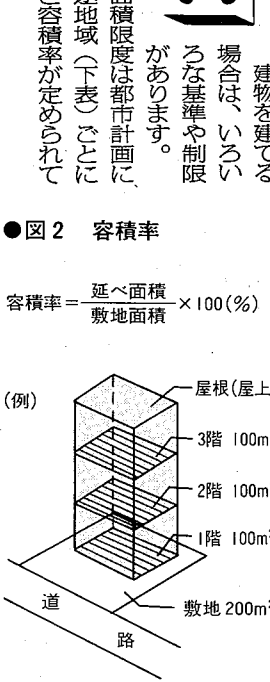 建物を建てる
場合は、いろい
ろな基準や制限
があります。
面積限度は都市計画に、
地域（下表）ごとに
容積率が定められて
●図2 容積率
容積率＝延べ面積/敷地面積×100(%)
(例)
屋根(屋上
3階 100m
2階 100m
1階 100m²
敷地 200m²
道
路